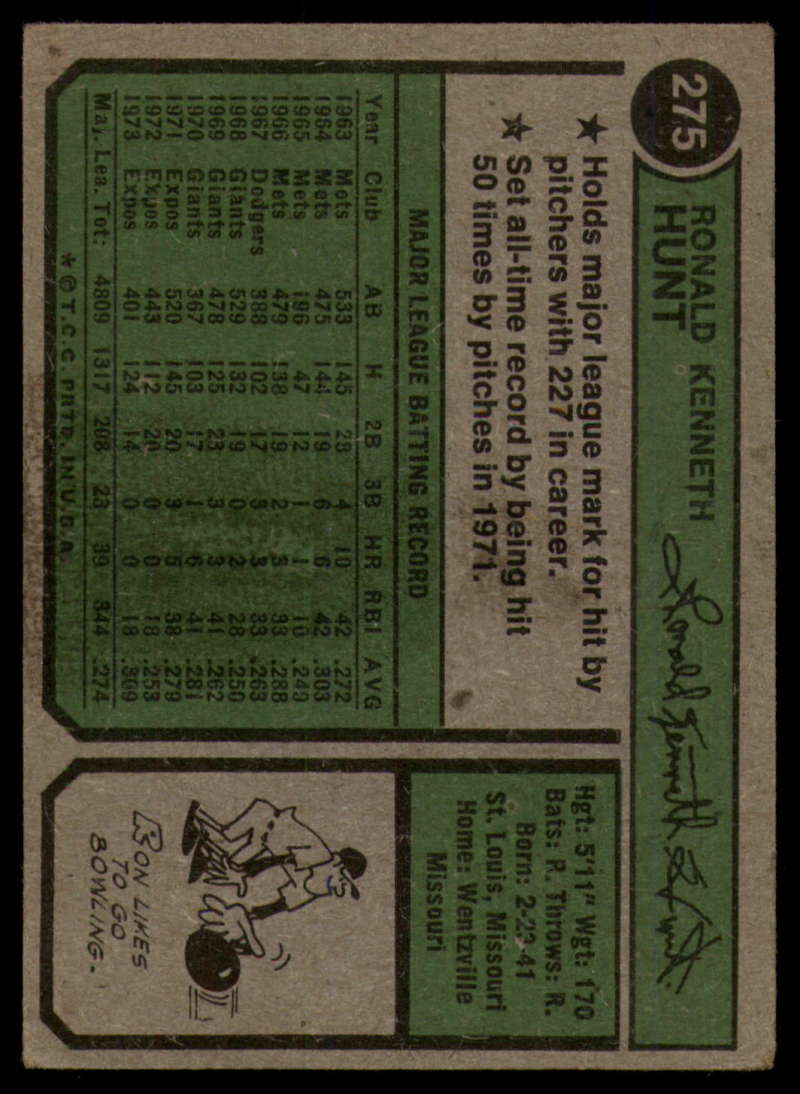 275
RONALD KENNETH
HUNT
Ronald Kenneth Hunt
★ Holds major league mark for hit by
pitchers with 227 in career.
★ Set all-time record by being hit
50 times by pitches in 1971.
MAJOR LEAGUE BATTING RECORD
Year Club AB H 2B 3B HR RBI AVG
1963 Mets 533 145 28 4 10 42 .272
1964 Mets 475 144 19 6 6 42 .303
1965 Mets 196 47 12 1 1 10 .240
1966 Mets 479 138 19 2 3 33 .288
1967 Dodgers 388 102 17 3 3 33 .263
1968 Giants 529 132 19 0 2 28 .250
1969 Giants 478 125 23 3 3 41 .262
1970 Giants 367 103 17 1 6 41 .281
1971 Expos 520 145 20 3 5 38 .279
1972 Expos 443 112 20 0 0 18 .253
1973 Expos 401 124 14 0 0 18 .309
Maj. Lea. Tot: 4809 1317 208 23 39 344 .274
* © T.C.G. PRTD. IN U.S.A.
Hgt: 5'11" Wgt: 170
Bats: R. Throws: R.
Born: 2-23-41
St. Louis, Missouri
Home: Wentzville
Missouri
RON LIKES
TO GO
BOWLING.